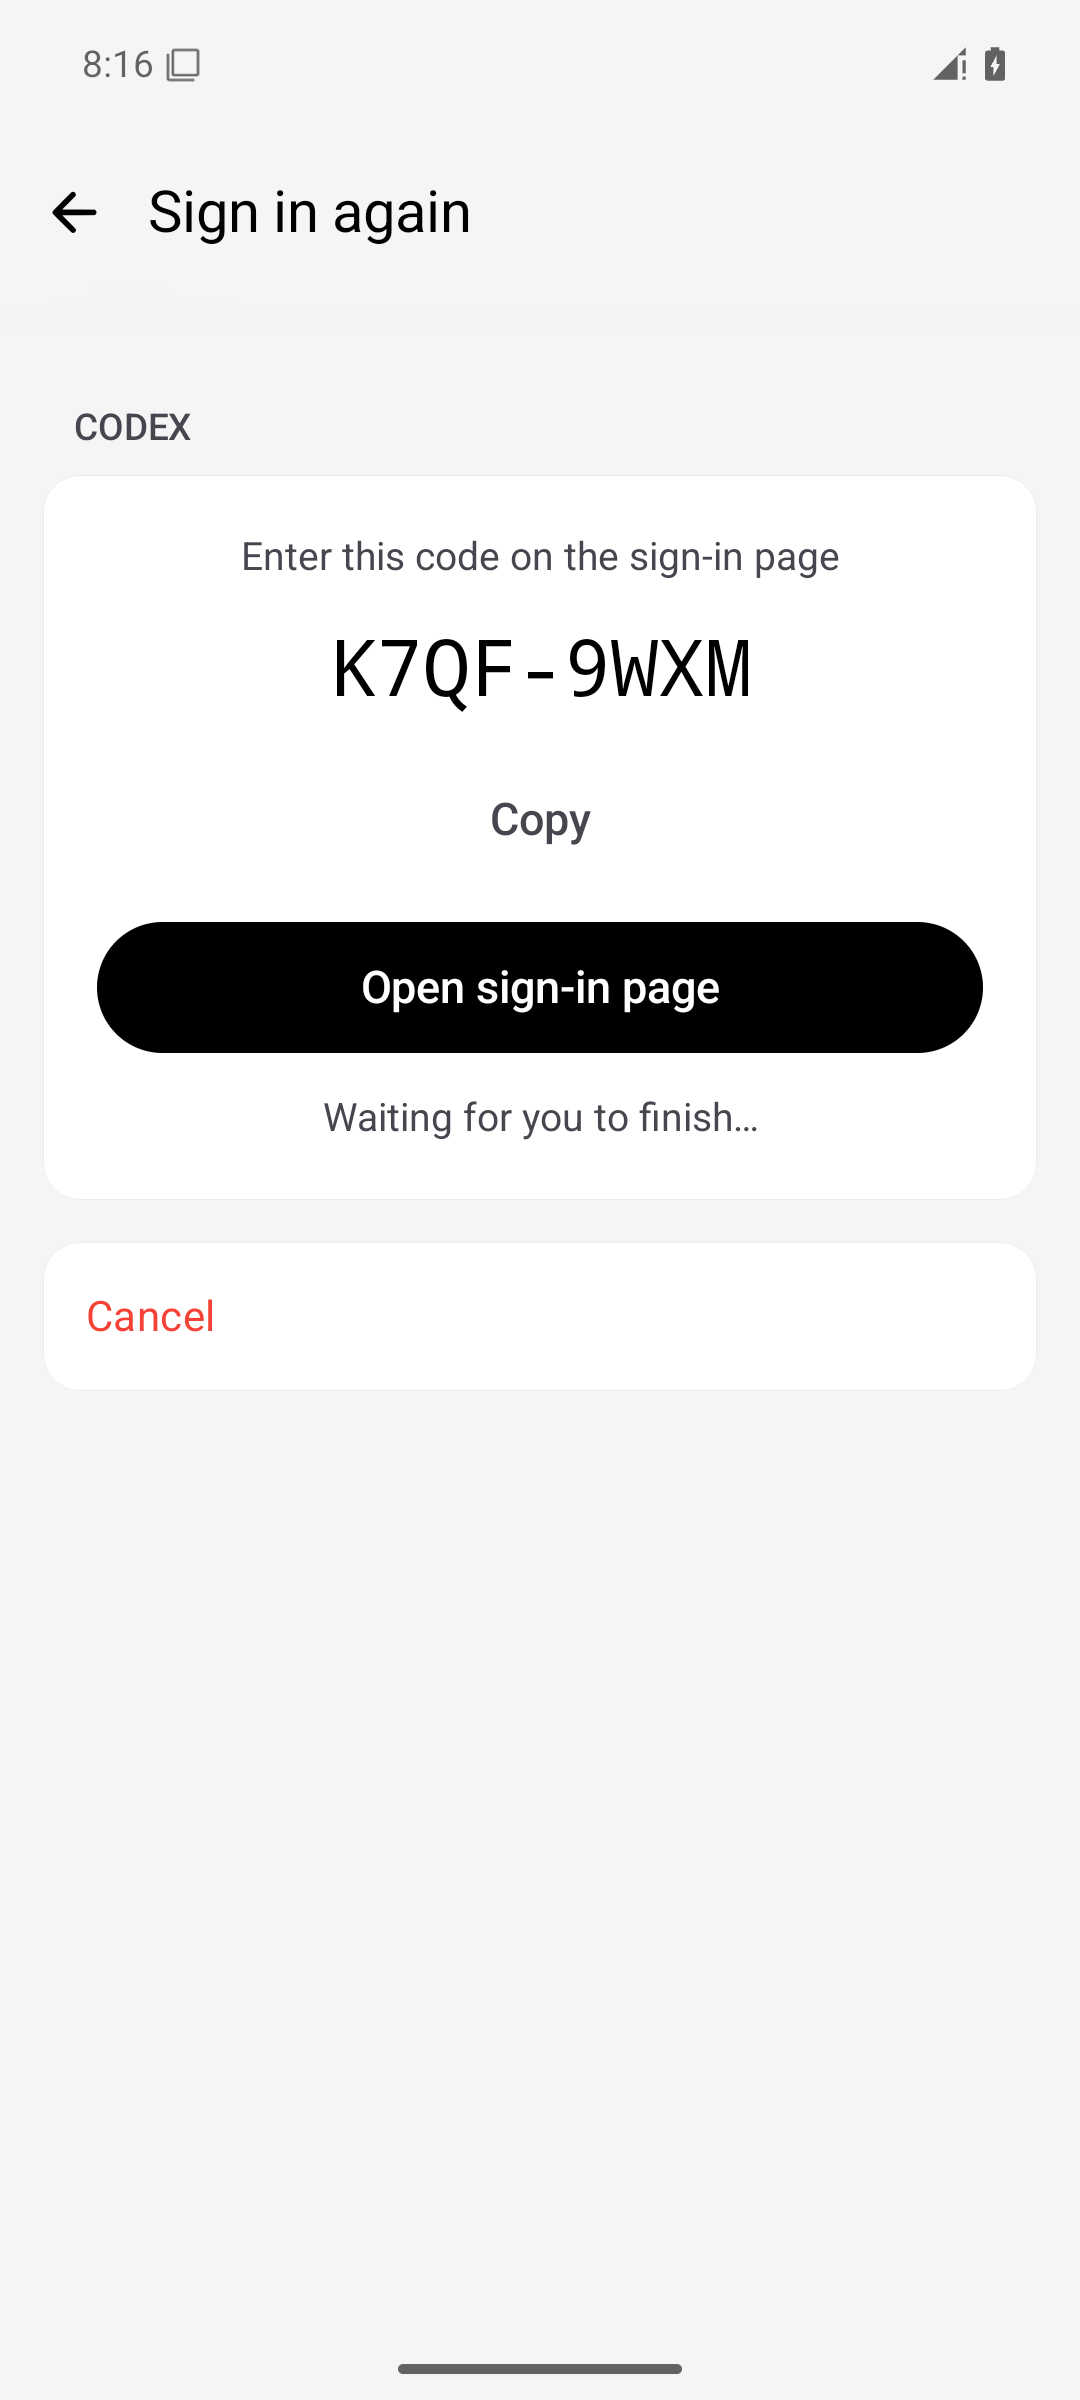 8:16
Sign in again
CODEX
Enter this code on the sign-in page
K7QF-9WXM
Copy
Open sign-in page
Waiting for you to finish…
Cancel